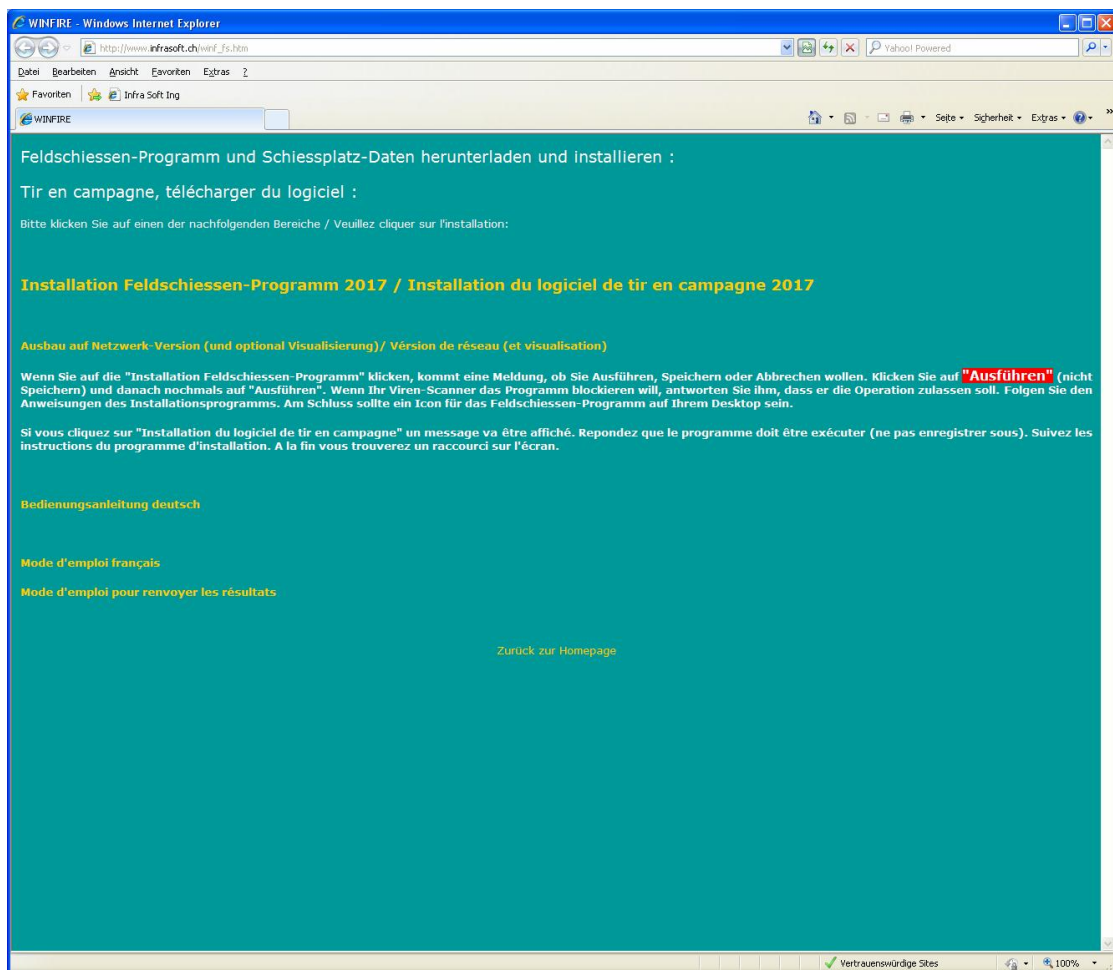 WINFIRE - Windows Internet Explorer
http://www.infrasoft.ch/winf_fs.htm
Yahoo! Powered
Datei Bearbeiten Ansicht Favoriten Extras ?
Favoriten Infra Soft Ing
WINFIRE
Seite Sicherheit Extras
Feldschiessen-Programm und Schiessplatz-Daten herunterladen und installieren :
Tir en campagne, télécharger du logiciel :
Bitte klicken Sie auf einen der nachfolgenden Bereiche / Veuillez cliquer sur l'installation:
Installation Feldschiessen-Programm 2017 / Installation du logiciel de tir en campagne 2017
Ausbau auf Netzwerk-Version (und optional Visualisierung)/ Vérsion de réseau (et visualisation)
Wenn Sie auf die "Installation Feldschiessen-Programm" klicken, kommt eine Meldung, ob Sie Ausführen, Speichern oder Abbrechen wollen. Klicken Sie auf "Ausführen" (nicht
Speichern) und danach nochmals auf "Ausführen". Wenn Ihr Viren-Scanner das Programm blockieren will, antworten Sie ihm, dass er die Operation zulassen soll. Folgen Sie den
Anweisungen des Installationsprogramms. Am Schluss sollte ein Icon für das Feldschiessen-Programm auf Ihrem Desktop sein.
Si vous cliquez sur "Installation du logiciel de tir en campagne" un message va être affiché. Repondez que le programme doit être exécuter (ne pas enregistrer sous). Suivez les
instructions du programme d'installation. A la fin vous trouverez un raccourci sur l'écran.
Bedienungsanleitung deutsch
Mode d'emploi français
Mode d'emploi pour renvoyer les résultats
Zurück zur Homepage
Vertrauenswürdige Sites 100%